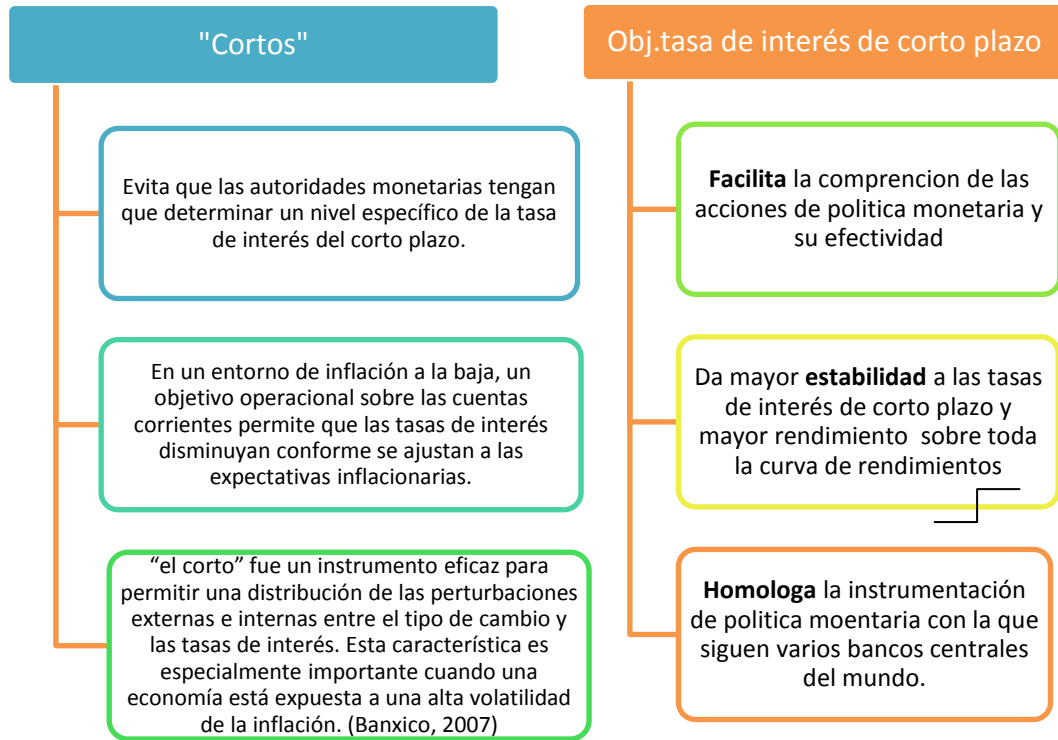 "Cortos"
Evita que las autoridades monetarias tengan
que determinar un nivel específico de la tasa
de interés del corto plazo.
En un entorno de inflación a la baja, un
objetivo operacional sobre las cuentas
corrientes permite que las tasas de interés
disminuyan conforme se ajustan a las
expectativas inflacionarias.
“el corto” fue un instrumento eficaz para
permitir una distribución de las perturbaciones
externas e internas entre el tipo de cambio y
las tasas de interés. Esta característica es
especialmente importante cuando una
economía está expuesta a una alta volatilidad
de la inflación. (Banxico, 2007)
Obj.tasa de interés de corto plazo
Facilita la comprencion de las
acciones de politica monetaria y
su efectividad
Da mayor estabilidad a las tasas
de interés de corto plazo y
mayor rendimiento sobre toda
la curva de rendimientos
Homologa la instrumentación
de politica moentaria con la que
siguen varios bancos centrales
del mundo.